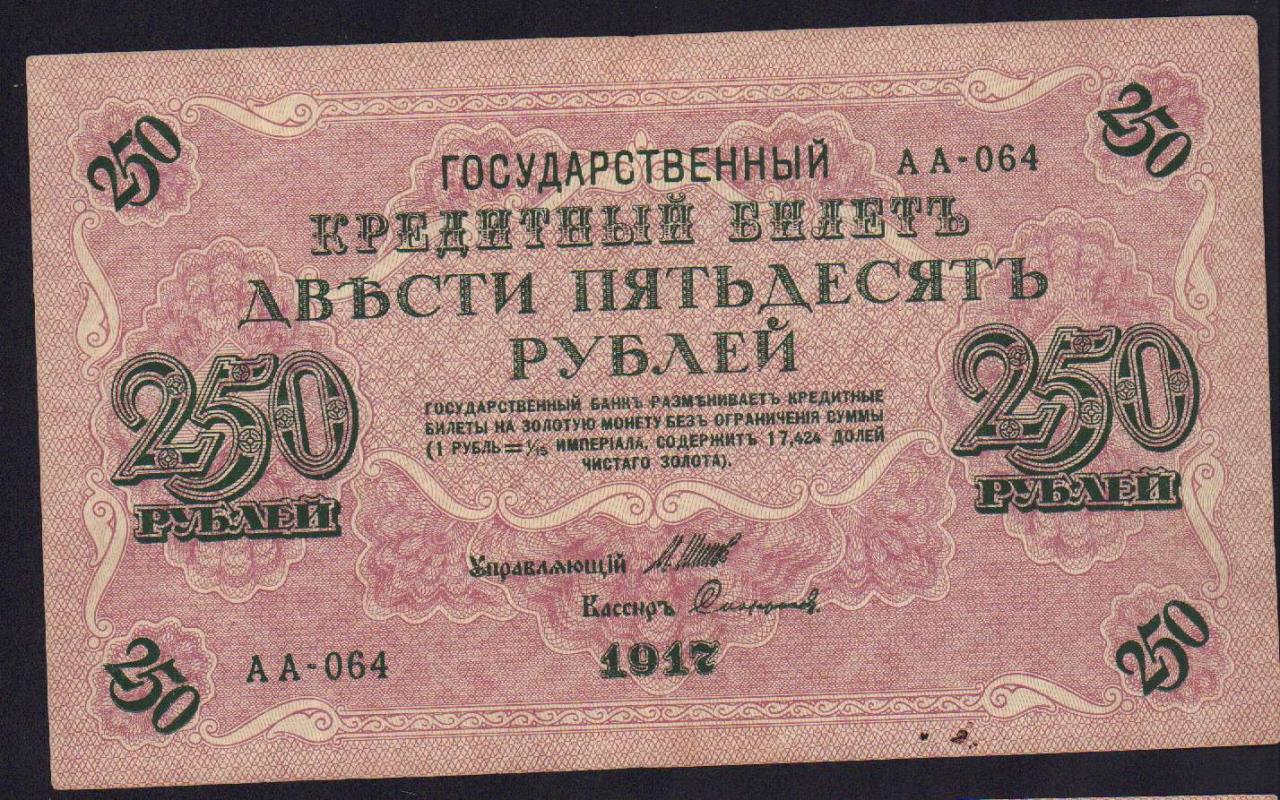 250
250
ГОСУДАРСТВЕННЫЙ АА-064
КРЕДИТНЫЙ БИЛЕТЪ
ДВѢСТИ ПЯТЬДЕСЯТЪ
РУБЛЕЙ
250
РУБЛЕЙ
ГОСУДАРСТВЕННЫЙ БАНКЪ РАЗМѢНИВАЕТЪ КРЕДИТНЫЕ
БИЛЕТЫ НА ЗОЛОТУЮ МОНЕТУ БЕЗЪ ОГРАНИЧЕНІЯ СУММЫ
(1 РУБЛЬ = 1/15 ИМПЕРІАЛА, СОДЕРЖИТЪ 17,424 ДОЛЕЙ
ЧИСТАГО ЗОЛОТА).
250
РУБЛЕЙ
Управляющій
Кассиръ
250
АА-064
1917
250